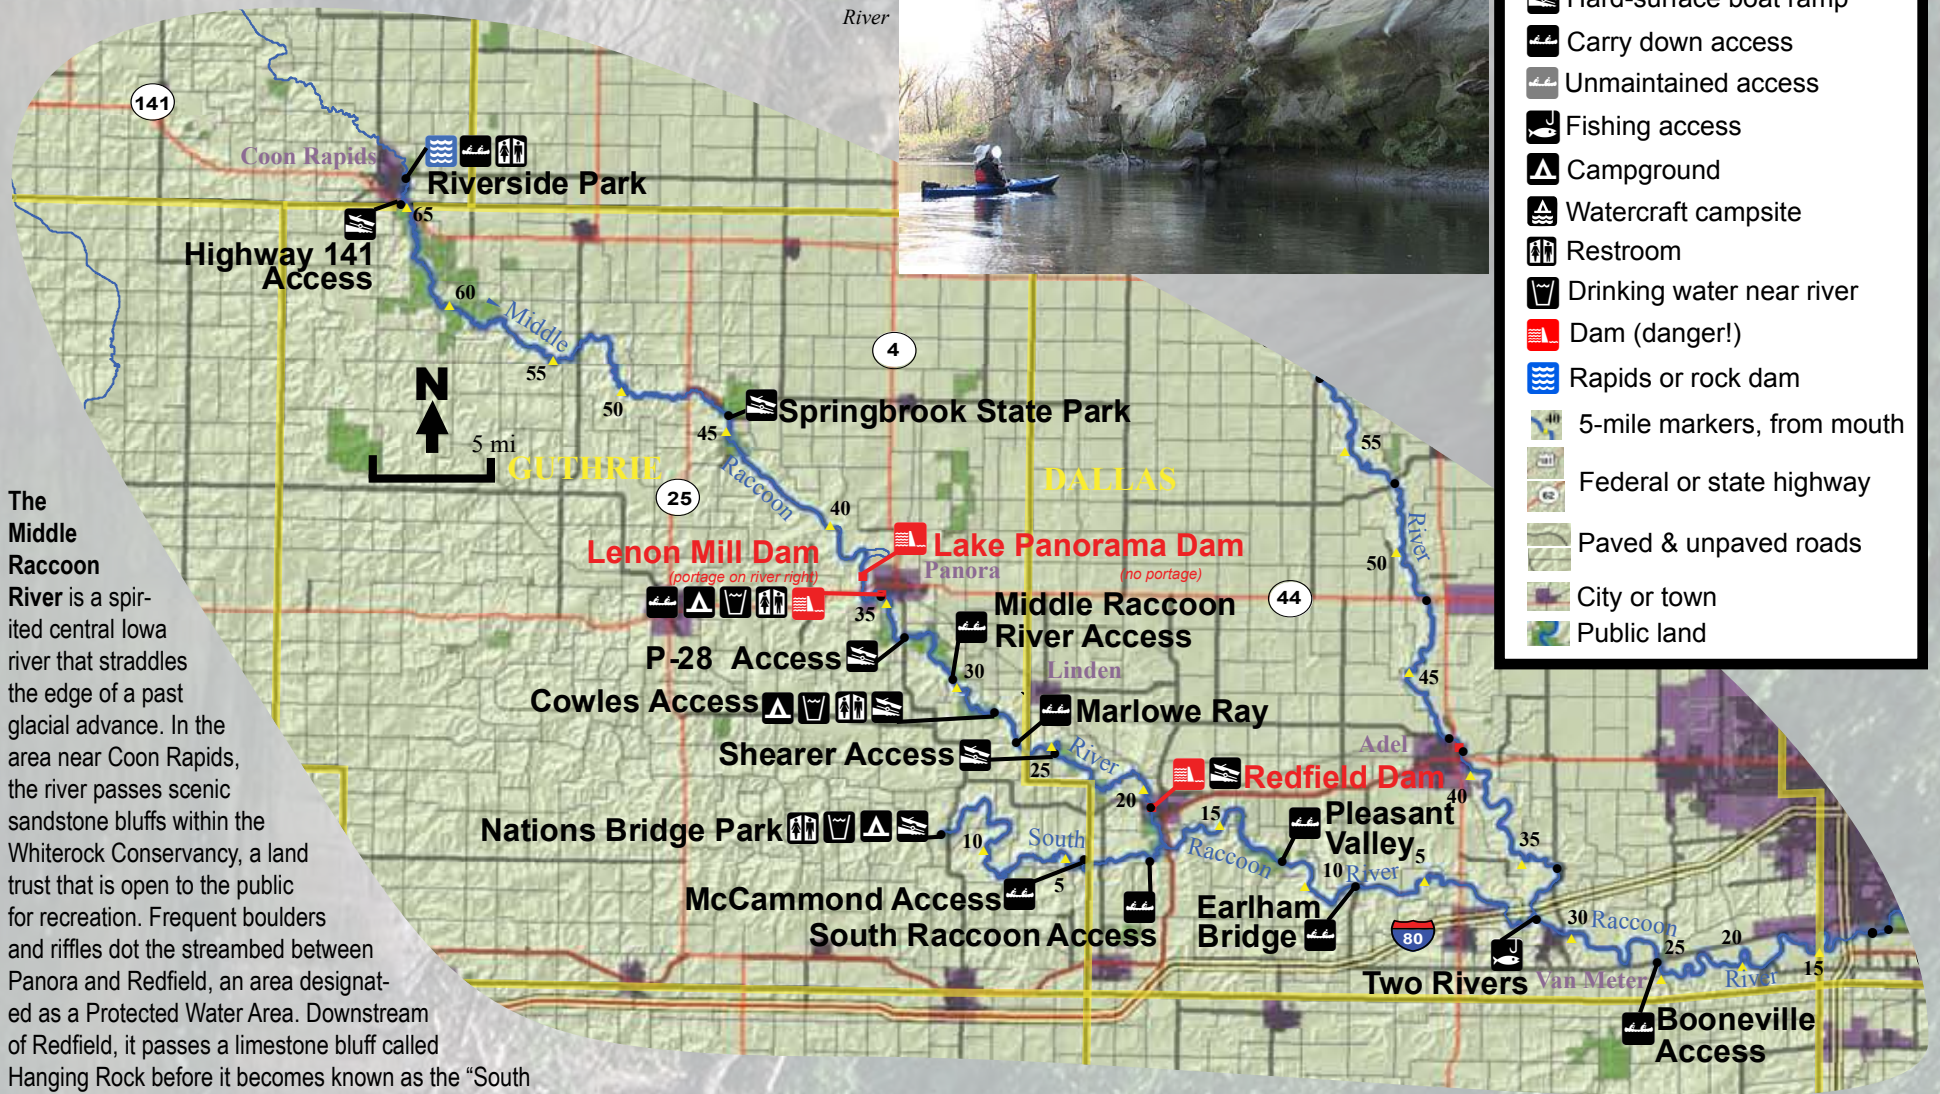 River
Hard-surface boat ramp
Carry down access
Unmaintained access
Fishing access
Campground
Watercraft campsite
Restroom
Drinking water near river
Dam (danger!)
Rapids or rock dam
40
5-mile markers, from mouth
62
Federal or state highway
Paved & unpaved roads
City or town
Public land
141
Coon Rapids
Riverside Park
65
Highway 141
Access
60
Middle
55
50
N
5 mi
4
Springbrook State Park
45
GUTHRIE
DALLAS
25
Raccoon
40
Lenon Mill Dam
(portage on river right)
Lake Panorama Dam
(no portage)
Panora
35
44
Middle Raccoon
River Access
P-28 Access
30
Linden
Cowles Access
Marlowe Ray
Shearer Access
25
River
20
Redfield Dam
Nations Bridge Park
10
South
5
McCammond Access
South Raccoon Access
15
Raccoon
Pleasant
Valley
10
River
5
Earlham
Bridge
80
55
River
50
45
Adel
40
35
Two Rivers
30
Raccoon
Van Meter
25
20
River
15
Booneville
Access
The
Middle
Raccoon
River is a spir-
ited central Iowa
river that straddles
the edge of a past
glacial advance. In the
area near Coon Rapids,
the river passes scenic
sandstone bluffs within the
Whiterock Conservancy, a land
trust that is open to the public
for recreation. Frequent boulders
and riffles dot the streambed between
Panora and Redfield, an area designat-
ed as a Protected Water Area. Downstream
of Redfield, it passes a limestone bluff called
Hanging Rock before it becomes known as the “South